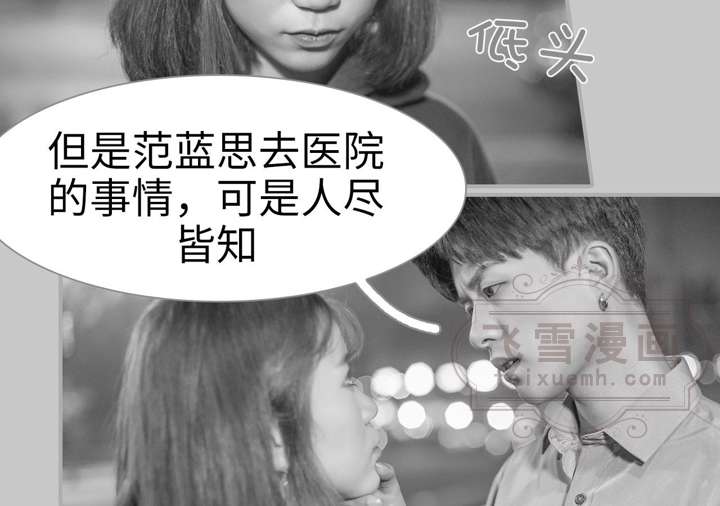 低头
但是范蓝思去医院
的事情，可是人尽
皆知
飞雪漫画
feixuemh.com